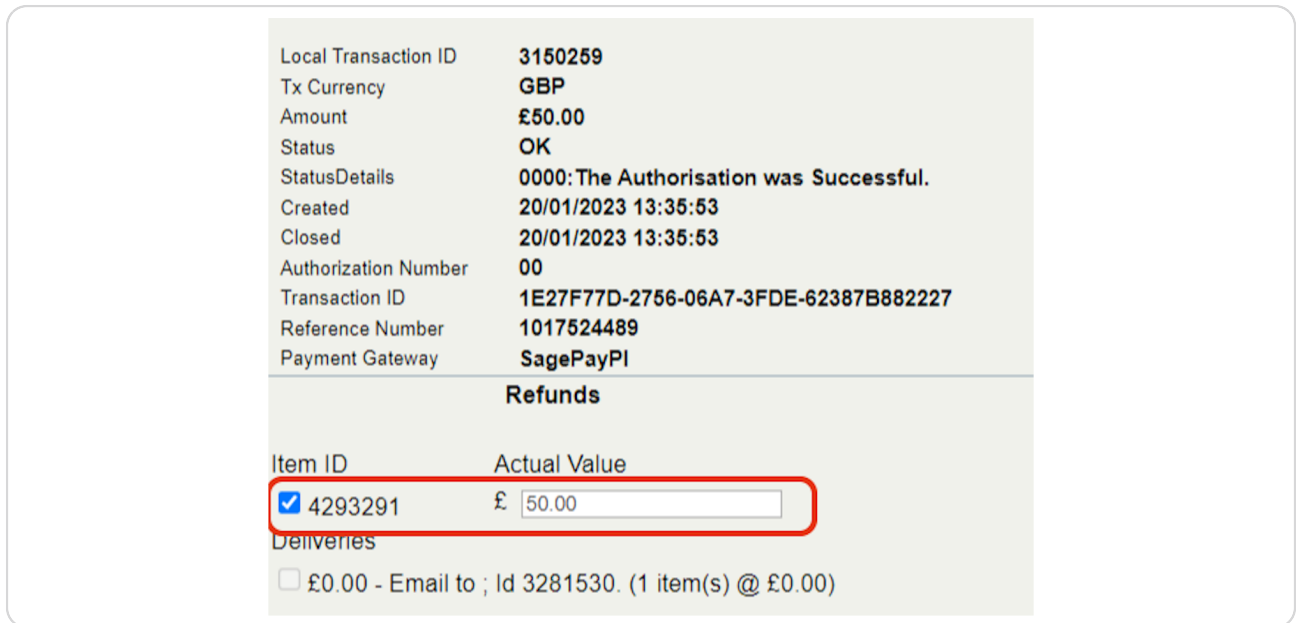 Local Transaction ID 3150259
Tx Currency GBP
Amount £50.00
Status OK
StatusDetails 0000:The Authorisation was Successful.
Created 20/01/2023 13:35:53
Closed 20/01/2023 13:35:53
Authorization Number 00
Transaction ID 1E27F77D-2756-06A7-3FDE-62387B882227
Reference Number 1017524489
Payment Gateway SagePayPI
Refunds
Item ID Actual Value
4293291 £ 50.00
Deliveries
£0.00 - Email to ; Id 3281530. (1 item(s) @ £0.00)